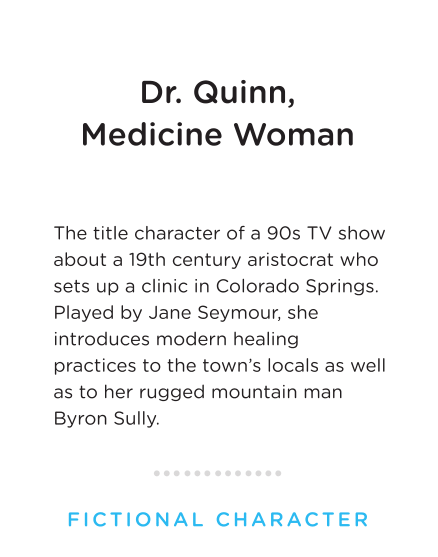 Dr. Quinn,
Medicine Woman
The title character of a 90s TV show
about a 19th century aristocrat who
sets up a clinic in Colorado Springs.
Played by Jane Seymour, she
introduces modern healing
practices to the town’s locals as well
as to her rugged mountain man
Byron Sully.
FICTIONAL CHARACTER